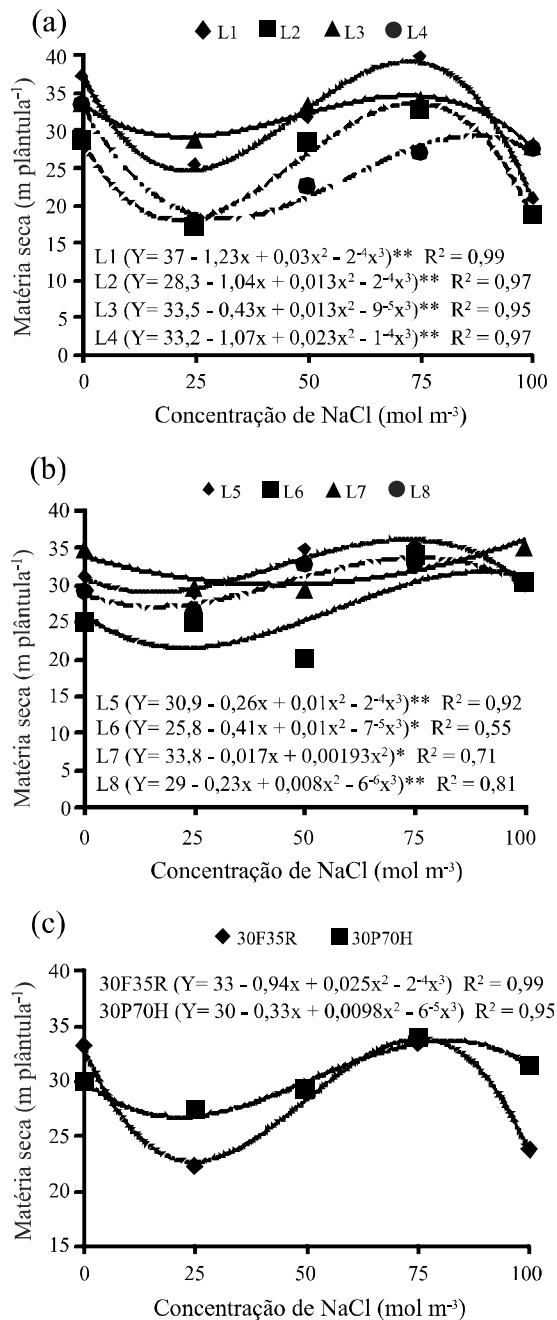 (a)
L1 L2 L3 L4
Matéria seca (m plântula⁻¹)
40
35
30
25
20
15
10
5
0
L1 (Y= 37 - 1,23x + 0,03x² - 2⁻⁴x³)** R² = 0,99
L2 (Y= 28,3 - 1,04x + 0,013x² - 2⁻⁴x³)** R² = 0,97
L3 (Y= 33,5 - 0,43x + 0,013x² - 9⁻⁵x³)** R² = 0,95
L4 (Y= 33,2 - 1,07x + 0,023x² - 1⁻⁴x³)** R² = 0,97
0 25 50 75 100
Concentração de NaCl (mol m⁻³)
(b)
L5 L6 L7 L8
Matéria seca (m plântula⁻¹)
40
35
30
25
20
15
10
5
0
L5 (Y= 30,9 - 0,26x + 0,01x² - 2⁻⁴x³)** R² = 0,92
L6 (Y= 25,8 - 0,41x + 0,01x² - 7⁻⁵x³)* R² = 0,55
L7 (Y= 33,8 - 0,017x + 0,00193x²)* R² = 0,71
L8 (Y= 29 - 0,23x + 0,008x² - 6⁻⁶x³)** R² = 0,81
0 25 50 75 100
Concentração de NaCl (mol m⁻³)
(c)
30F35R 30P70H
Matéria seca (m plântula⁻¹)
40
35
30
25
20
15
30F35R (Y= 33 - 0,94x + 0,025x² - 2⁻⁴x³) R² = 0,99
30P70H (Y= 30 - 0,33x + 0,0098x² - 6⁻⁵x³) R² = 0,95
0 25 50 75 100
Concentração de NaCl (mol m⁻³)